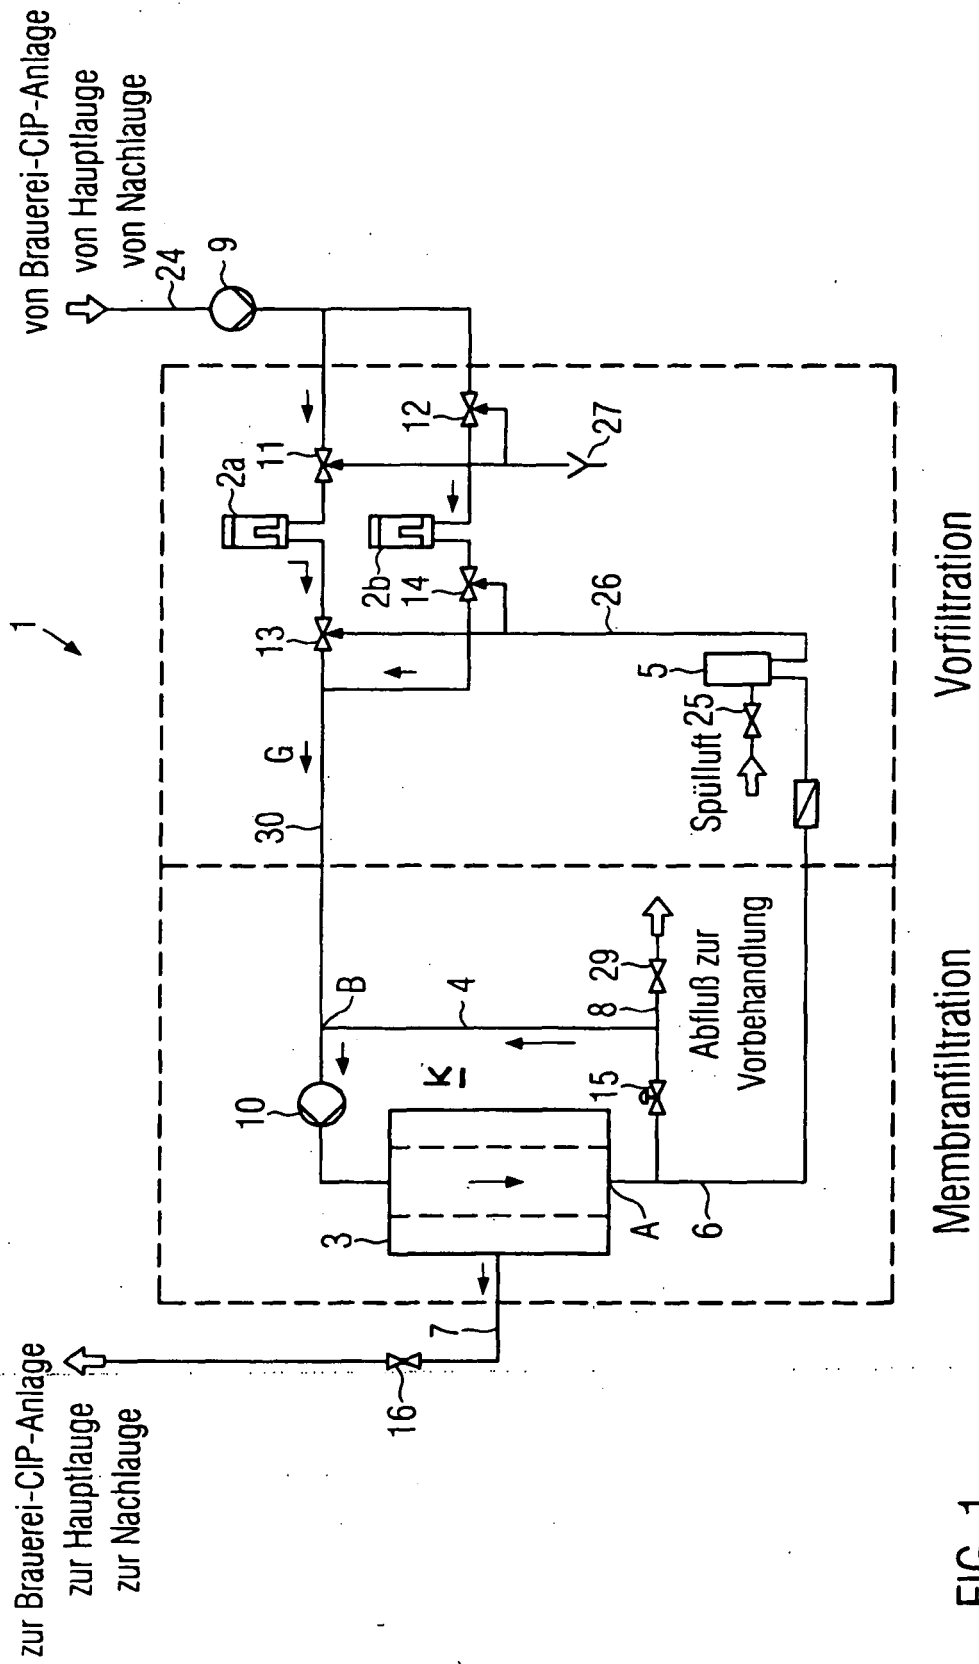 von Brauerei-CIP-Anlage
von Hauptlauge
von Nachlauge
24
9
zur Brauerei-CIP-Anlage
zur Hauptlauge
zur Nachlauge
1
2a
11
12
27
2b
14
13
26
5
25
Spülluft
G
30
B
4
K
10
3
A
6
15
8
29
Abfluß zur
Vorbehandlung
7
16
Membranfiltration
Vorfiltration
FIG. 1